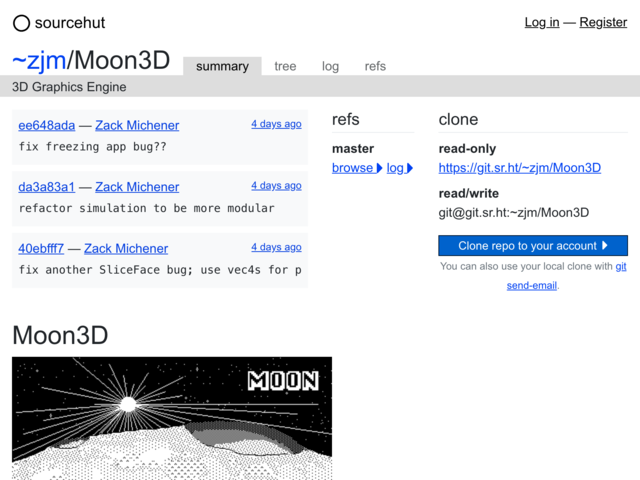 sourcehut
Log in — Register
~zjm/Moon3D
summary tree log refs
3D Graphics Engine
ee648ada — Zack Michener 4 days ago
fix freezing app bug??
da3a83a1 — Zack Michener 4 days ago
refactor simulation to be more modular
40ebfff7 — Zack Michener 4 days ago
fix another SliceFace bug; use vec4s for p
refs
master
browse log
clone
read-only
https://git.sr.ht/~zjm/Moon3D
read/write
git@git.sr.ht:~zjm/Moon3D
Clone repo to your account
You can also use your local clone with git
send-email.
Moon3D
MOON